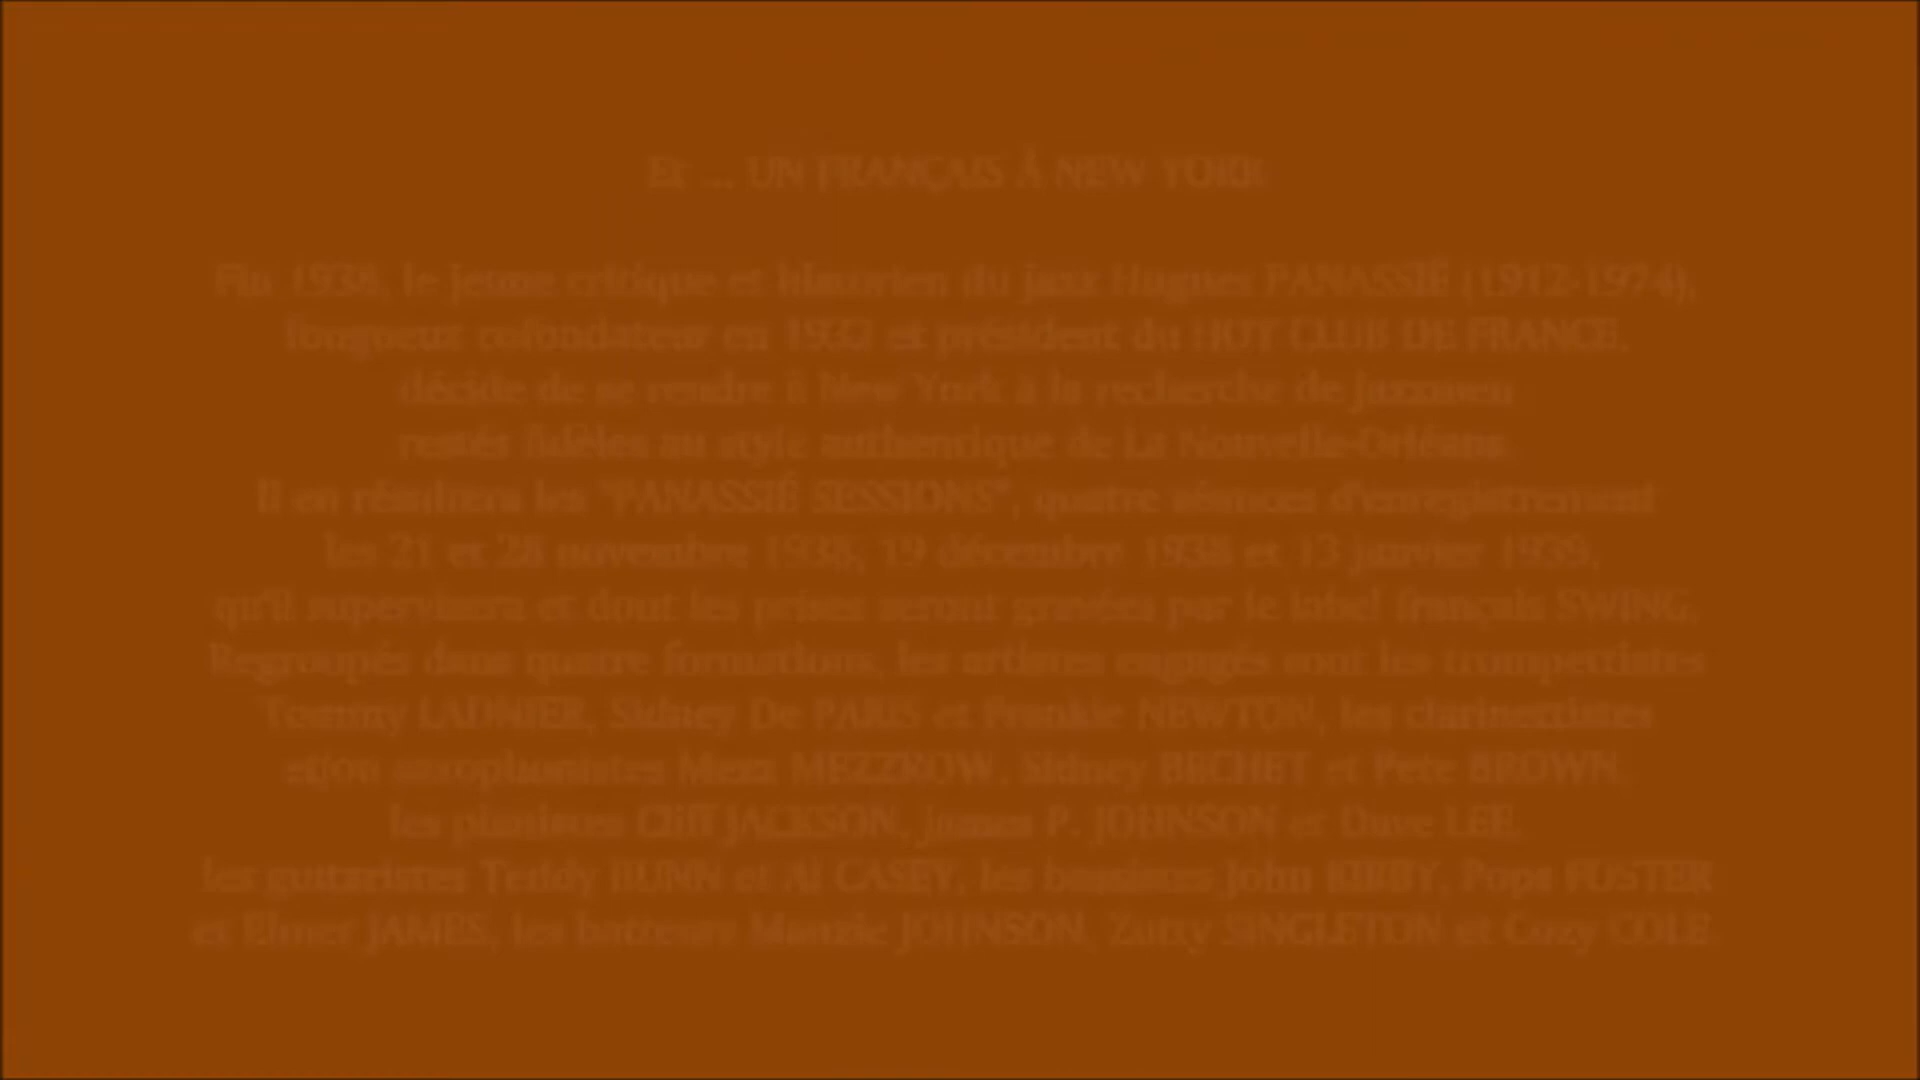 Et ... UN FRANÇAIS À NEW YORK
Fin 1938, le jeune critique et historien du jazz Hugues PANASSIÉ (1912-1974),
fougueux cofondateur en 1932 et président du HOT CLUB DE FRANCE,
décide de se rendre à New York à la recherche de jazzmen
restés fidèles au style authentique de La Nouvelle-Orléans.
Il en résultera les "PANASSIÉ SESSIONS", quatre séances d'enregistrement
les 21 et 28 novembre 1938, 19 décembre 1938 et 13 janvier 1939,
qu'il supervisera et dont les prises seront gravées par le label français SWING.
Regroupés dans quatre formations, les artistes engagés sont les trompettistes
Tommy LADNIER, Sidney De PARIS et Frankie NEWTON, les clarinettistes
et/ou saxophonistes Mezz MEZZROW, Sidney BECHET et Pete BROWN,
les pianistes Cliff JACKSON, James P. JOHNSON et Dave LEE,
les guitaristes Teddy BUNN et Al CASEY, les bassistes John KIRBY, Pops FOSTER
et Elmer JAMES, les batteurs Manzie JOHNSON, Zutty SINGLETON et Cozy COLE.